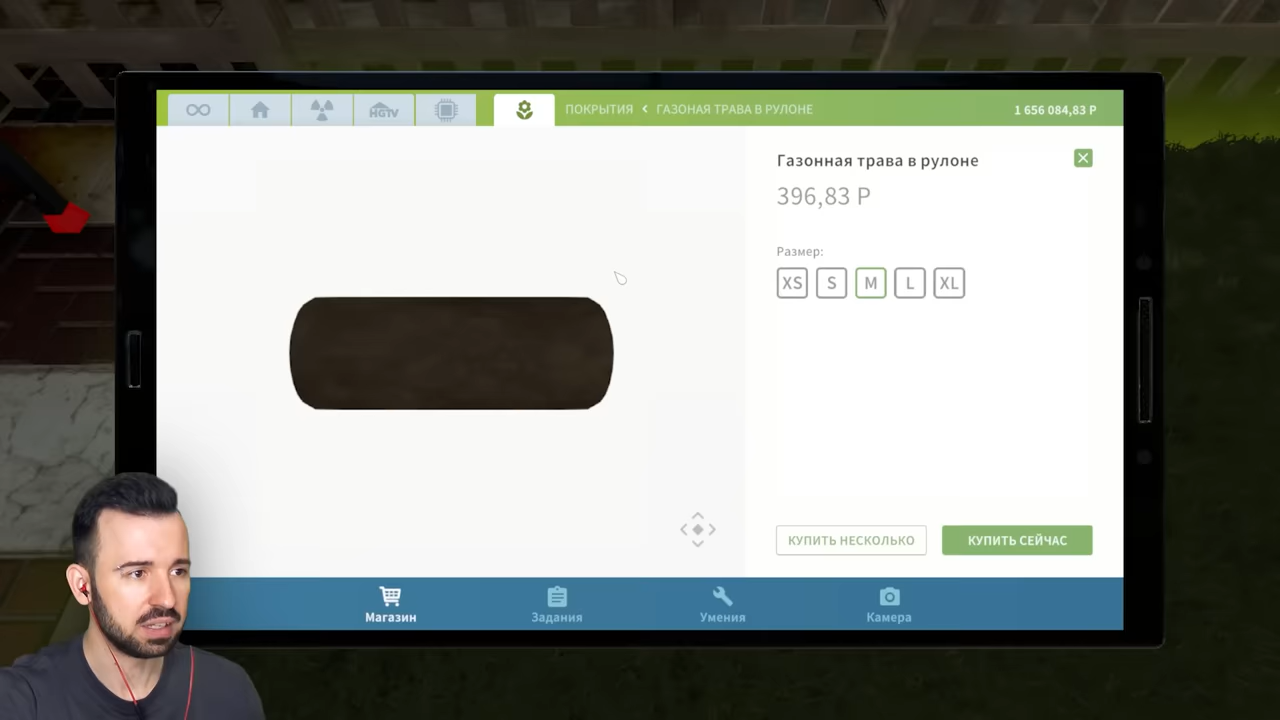 HGTV
ПОКРЫТИЯ < ГАЗОНАЯ ТРАВА В РУЛОНЕ
1 656 084,83 Р
Газонная трава в рулоне
396,83 Р
Размер:
XS S M L XL
КУПИТЬ НЕСКОЛЬКО
КУПИТЬ СЕЙЧАС
Магазин
Задания
Умения
Камера